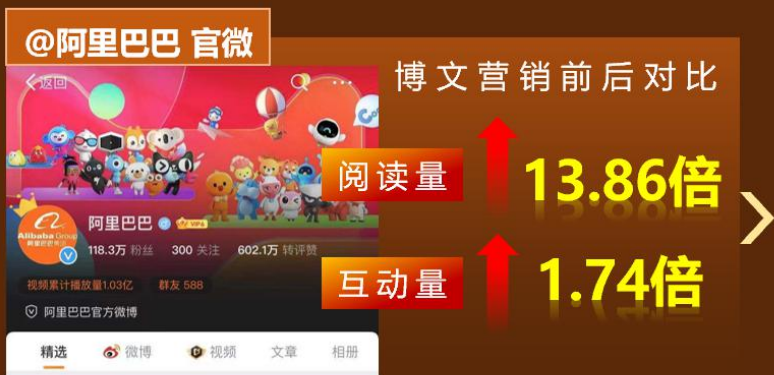 @阿里巴巴 官微
返回
博文营销前后对比
阅读量 13.86倍
阿里巴巴
Alibaba Group
118.3万 粉丝 300 关注 602.1万 转评赞
互动量 1.74倍
视频累计播放量1.03亿 群友 588
阿里巴巴官方微博
精选 微博 视频 文章 相册